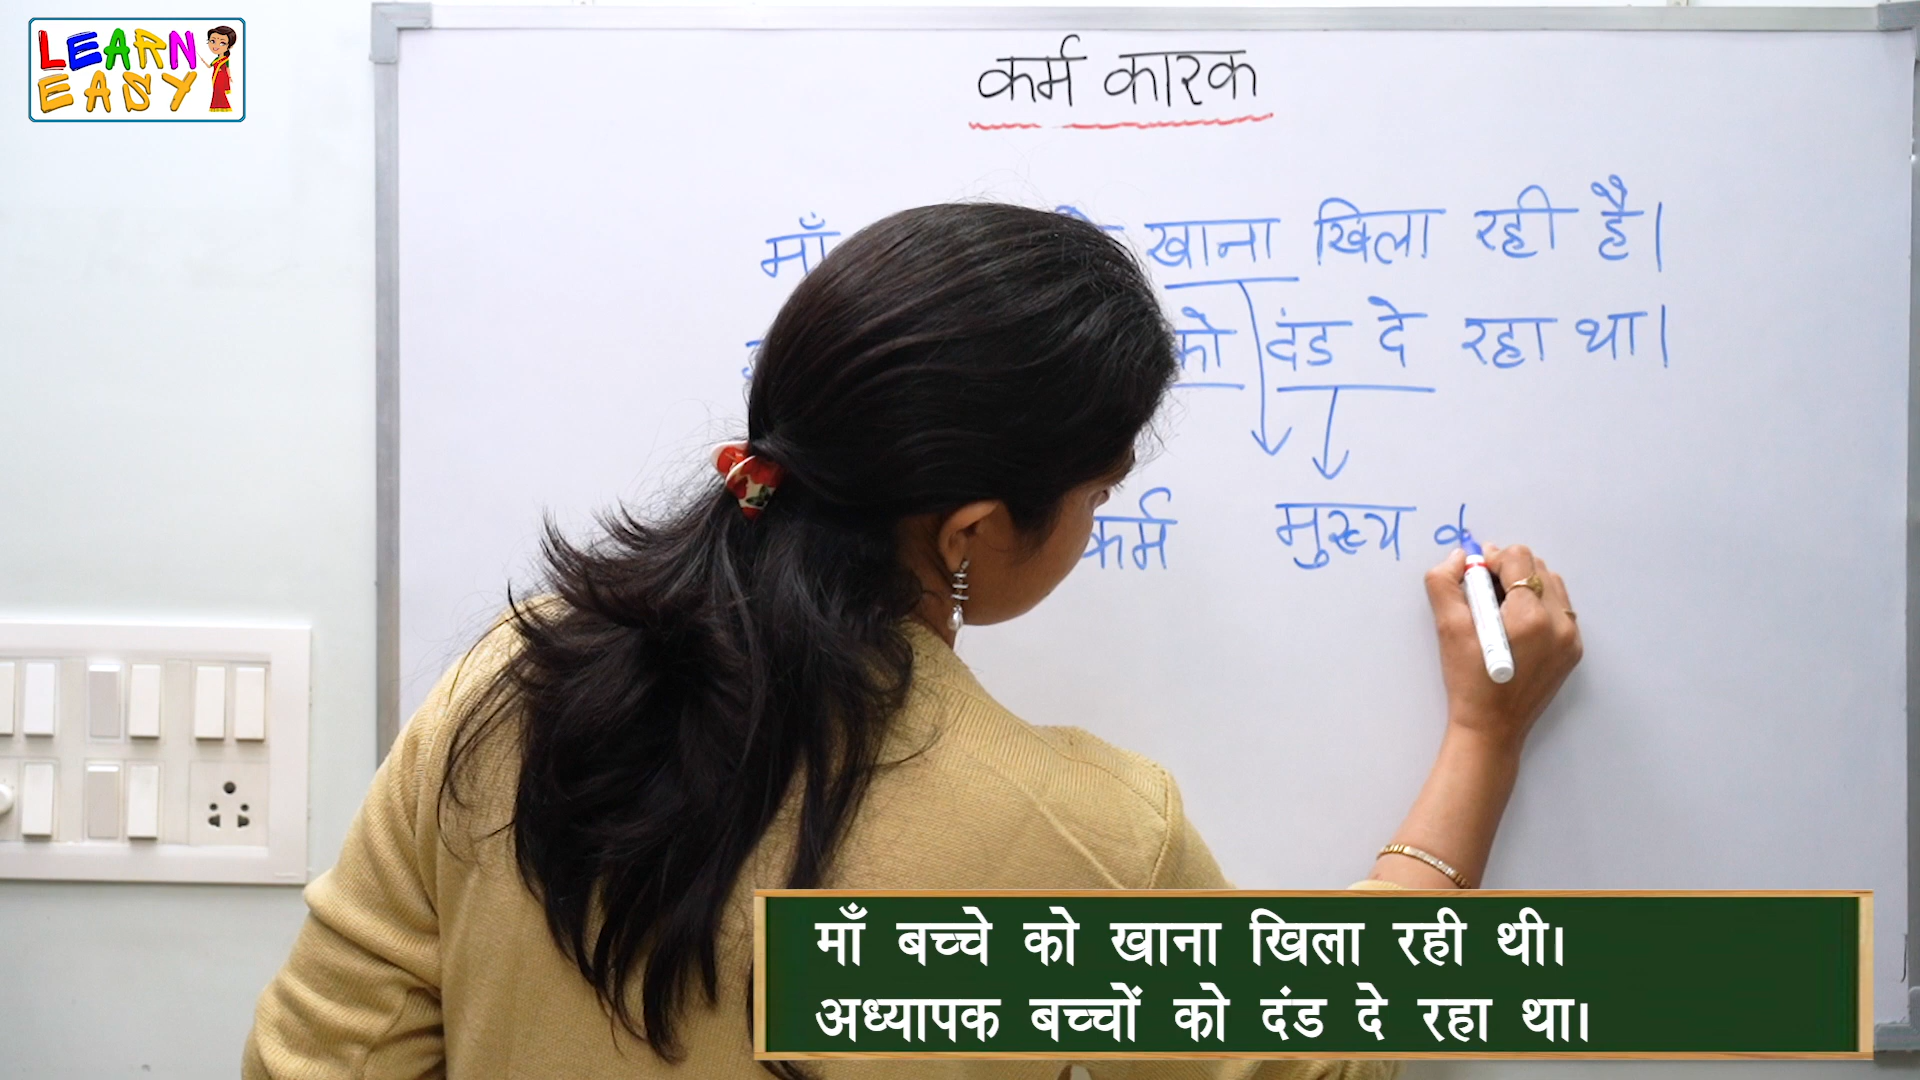 LEARN
EASY
कर्म कारक
माँ खाना खिला रही है।
को दंड दे रहा था।
कर्म मुख्य
माँ बच्चे को खाना खिला रही थी।
अध्यापक बच्चों को दंड दे रहा था।